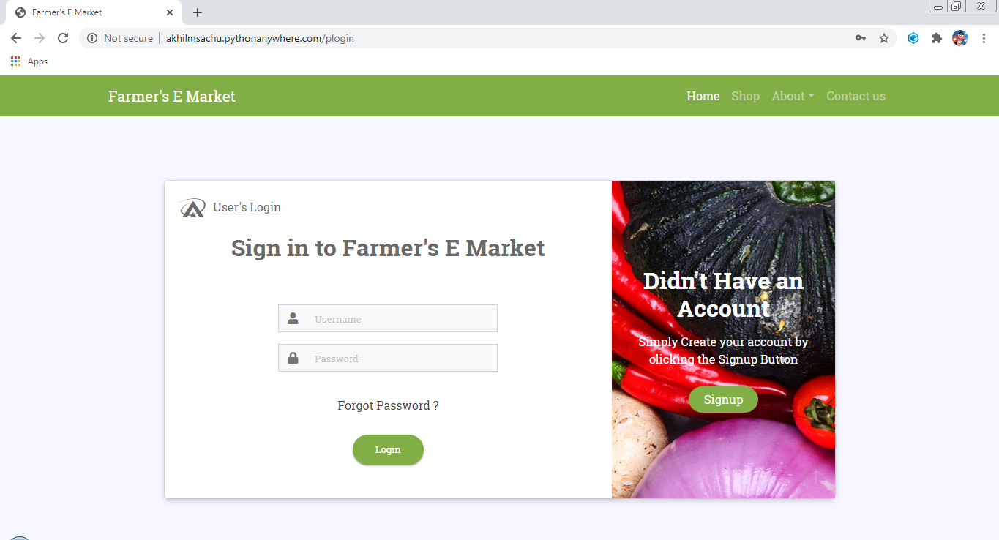 Farmer's E Market
Not secure
akhilmsachu.pythonanywhere.com/plogin
Apps
Farmer's E Market
Home
Shop
About
Contact us
User's Login
Sign in to Farmer's E Market
Username
Password
Forgot Password ?
Login
Didn't Have an
Account
Simply Create your account by
clicking the Signup Button
Signup